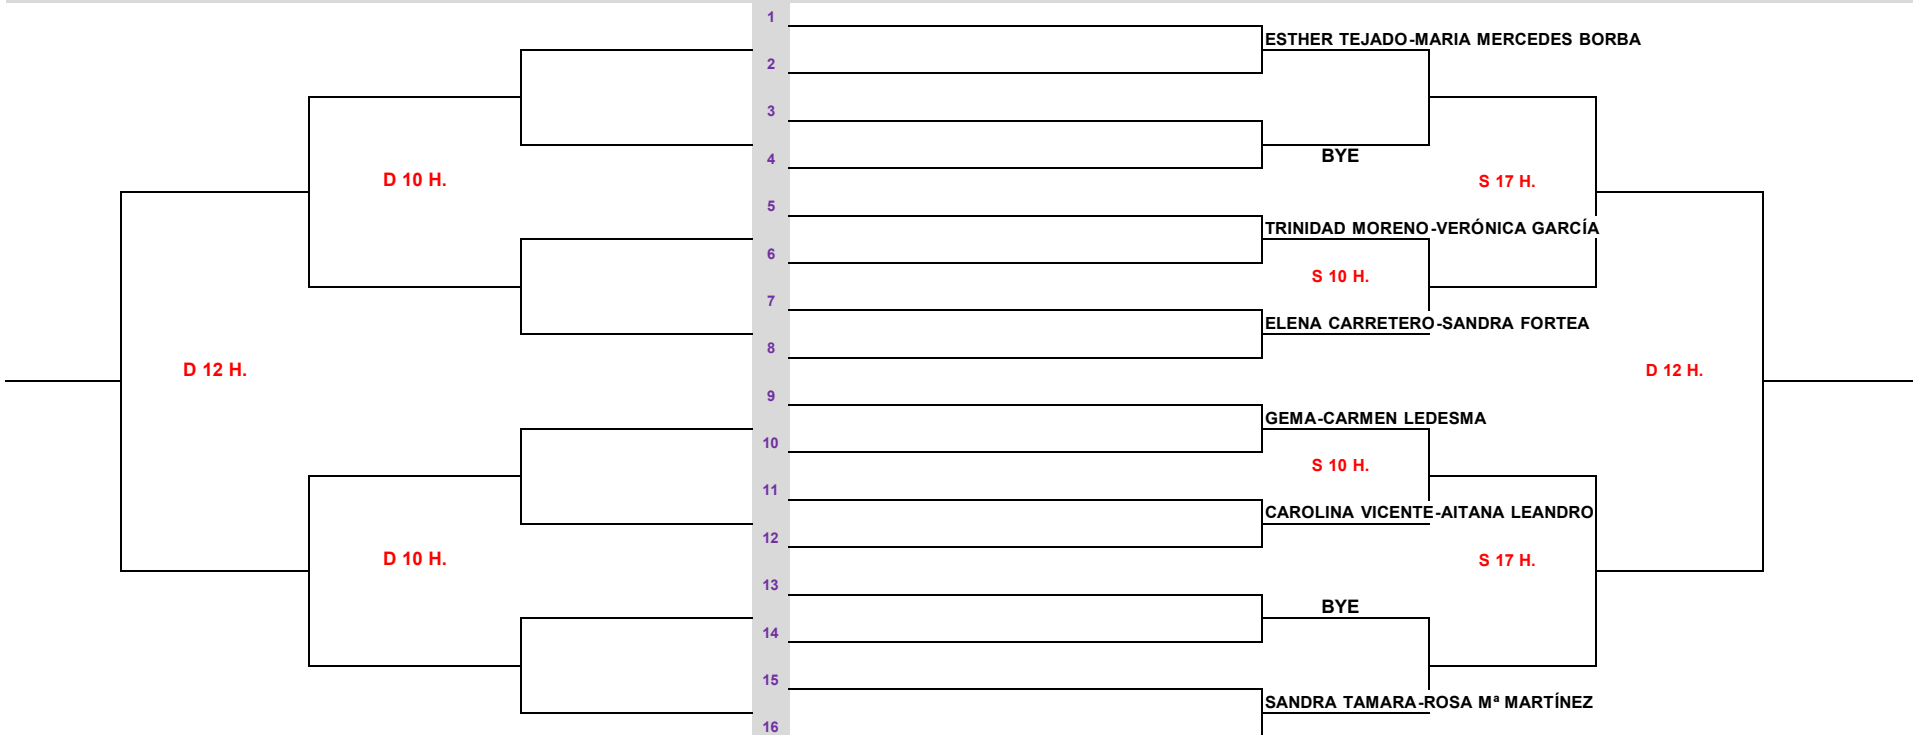 1
ESTHER TEJADO-MARIA MERCEDES BORBA
2
3
BYE
4
D 10 H.
S 17 H.
5
TRINIDAD MORENO-VERÓNICA GARCÍA
6
S 10 H.
7
ELENA CARRETERO-SANDRA FORTEA
8
D 12 H.
D 12 H.
9
GEMA-CARMEN LEDESMA
10
S 10 H.
11
CAROLINA VICENTE-AITANA LEANDRO
12
D 10 H.
S 17 H.
13
BYE
14
15
SANDRA TAMARA-ROSA Mª MARTÍNEZ
16